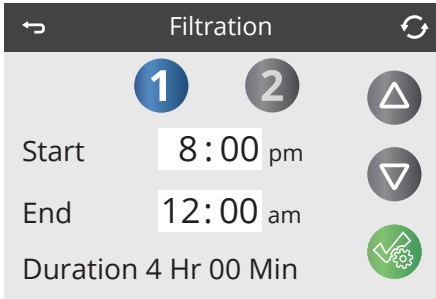 Filtration
1 2
Start 8:00 pm
End 12:00 am
Duration 4 Hr 00 Min